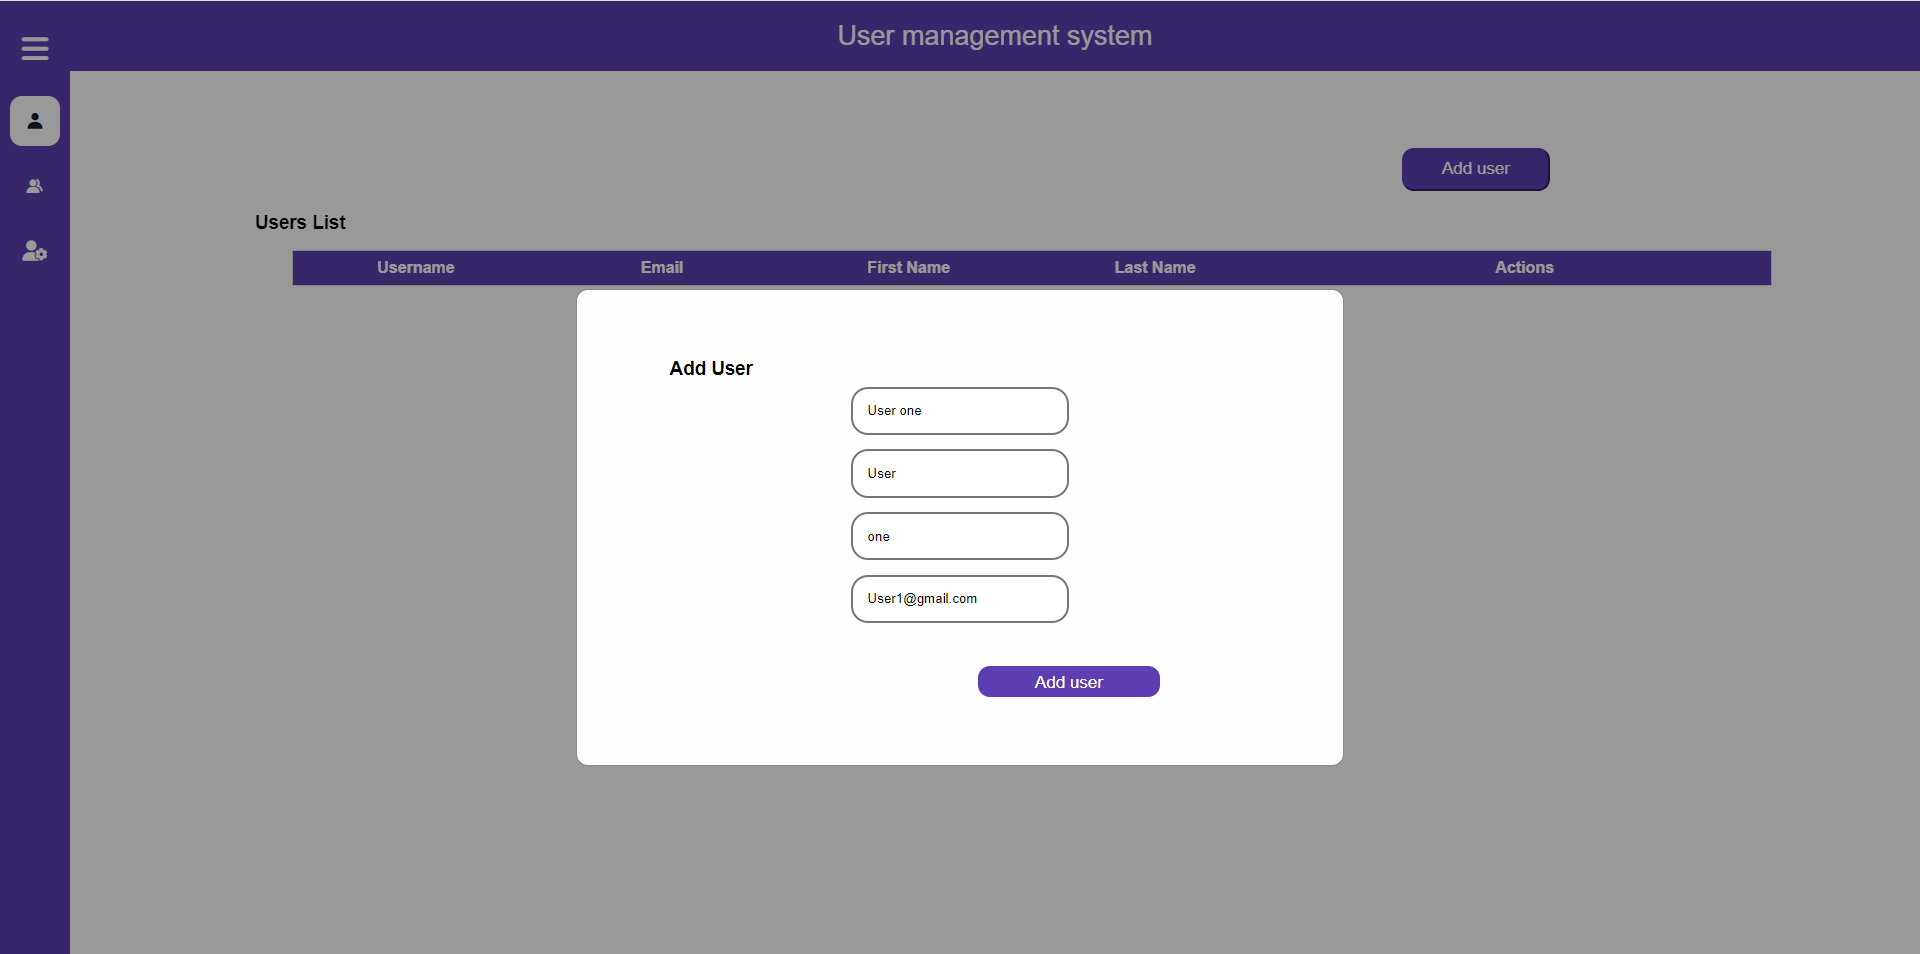 User management system
Add user
Users List
Username Email First Name Last Name Actions
Add User
User one
User
one
User1@gmail.com
Add user